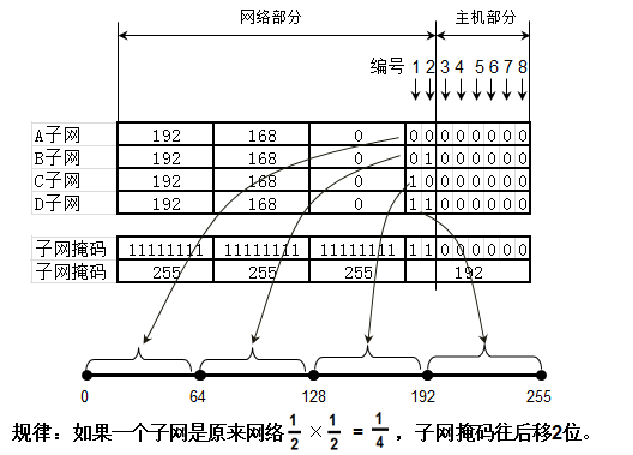 网络部分 主机部分
编号 1 2 3 4 5 6 7 8
A子网 192 168 0 0 0 0 0 0 0 0 0
B子网 192 168 0 0 1 0 0 0 0 0 0
C子网 192 168 0 1 0 0 0 0 0 0 0
D子网 192 168 0 1 1 0 0 0 0 0 0
子网掩码 11111111 11111111 11111111 1 1 0 0 0 0 0 0
子网掩码 255 255 255 192
0 64 128 192 255
规律：如果一个子网是原来网络1/2 × 1/2 = 1/4，子网掩码往后移2位。